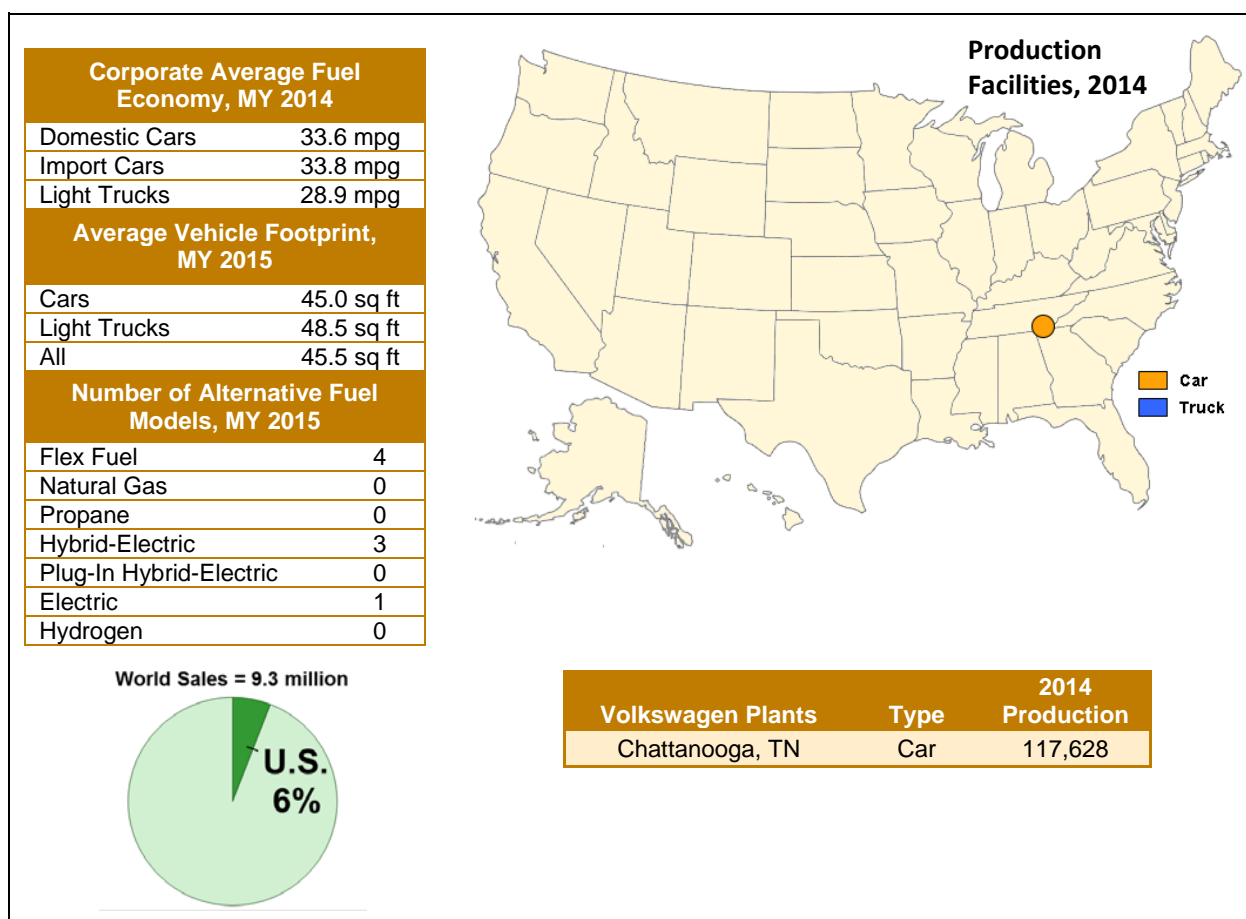 Corporate Average Fuel
Economy, MY 2014
Domestic Cars 33.6 mpg
Import Cars 33.8 mpg
Light Trucks 28.9 mpg
Average Vehicle Footprint,
MY 2015
Cars 45.0 sq ft
Light Trucks 48.5 sq ft
All 45.5 sq ft
Number of Alternative Fuel
Models, MY 2015
Flex Fuel 4
Natural Gas 0
Propane 0
Hybrid-Electric 3
Plug-In Hybrid-Electric 0
Electric 1
Hydrogen 0
Production
Facilities, 2014
Car
Truck
World Sales = 9.3 million
U.S.
6%
2014
Volkswagen Plants Type Production
Chattanooga, TN Car 117,628